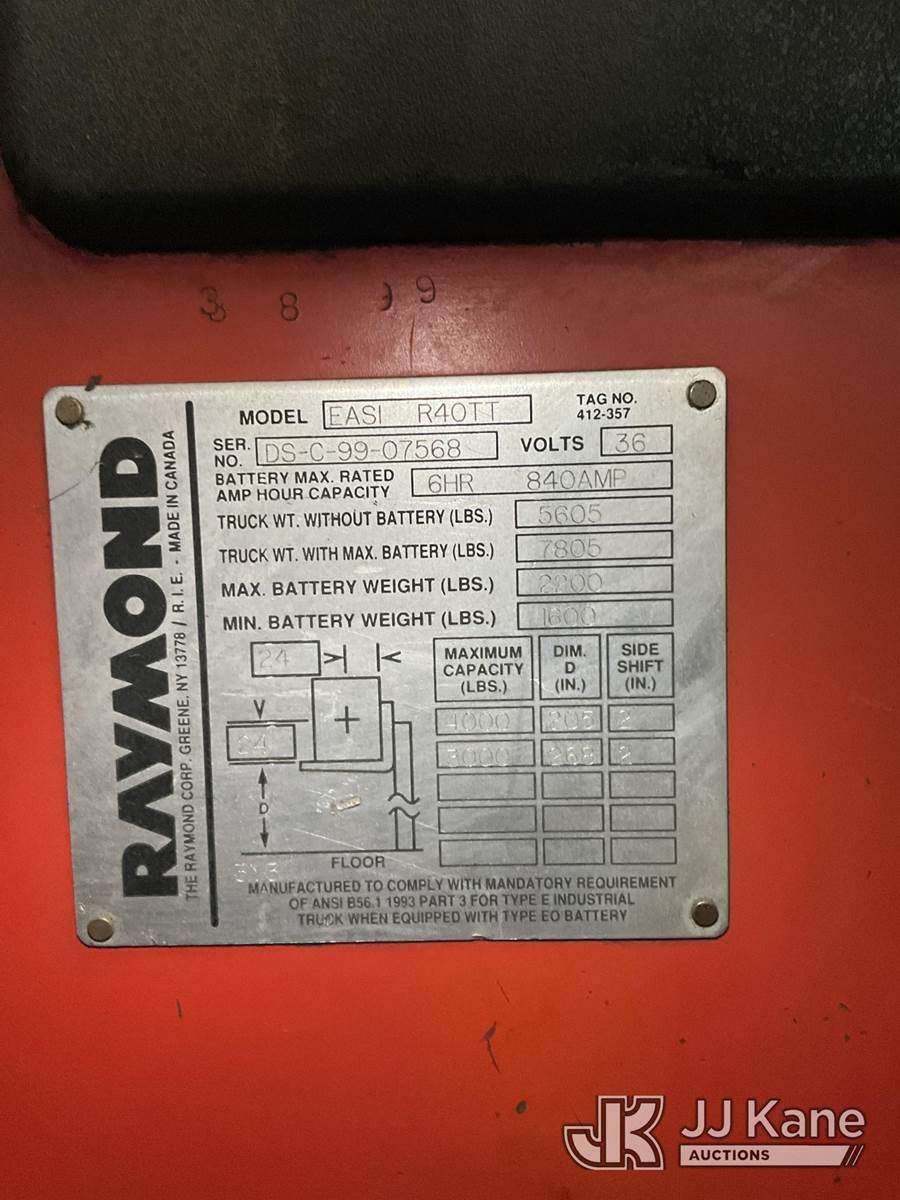 3 8 9
MODEL EASI R40TT
TAG NO.
412-357
SER.
NO. DS-C-99-07568
VOLTS 36
BATTERY MAX. RATED
AMP HOUR CAPACITY
6HR 840AMP
TRUCK WT. WITHOUT BATTERY (LBS.) 5605
TRUCK WT. WITH MAX. BATTERY (LBS.) 7805
MAX. BATTERY WEIGHT (LBS.) 2200
MIN. BATTERY WEIGHT (LBS.) 1600
RAYMOND
THE RAYMOND CORP. GREENE, NY 13778 / R.I.E. - MADE IN CANADA
24
24
D
FLOOR
MAXIMUM
CAPACITY
(LBS.)
DIM.
D
(IN.)
SIDE
SHIFT
(IN.)
4000 205 2
3000 268 2
MANUFACTURED TO COMPLY WITH MANDATORY REQUIREMENT
OF ANSI B56.1 1993 PART 3 FOR TYPE E INDUSTRIAL
TRUCK WHEN EQUIPPED WITH TYPE EO BATTERY
JK JJ Kane
AUCTIONS